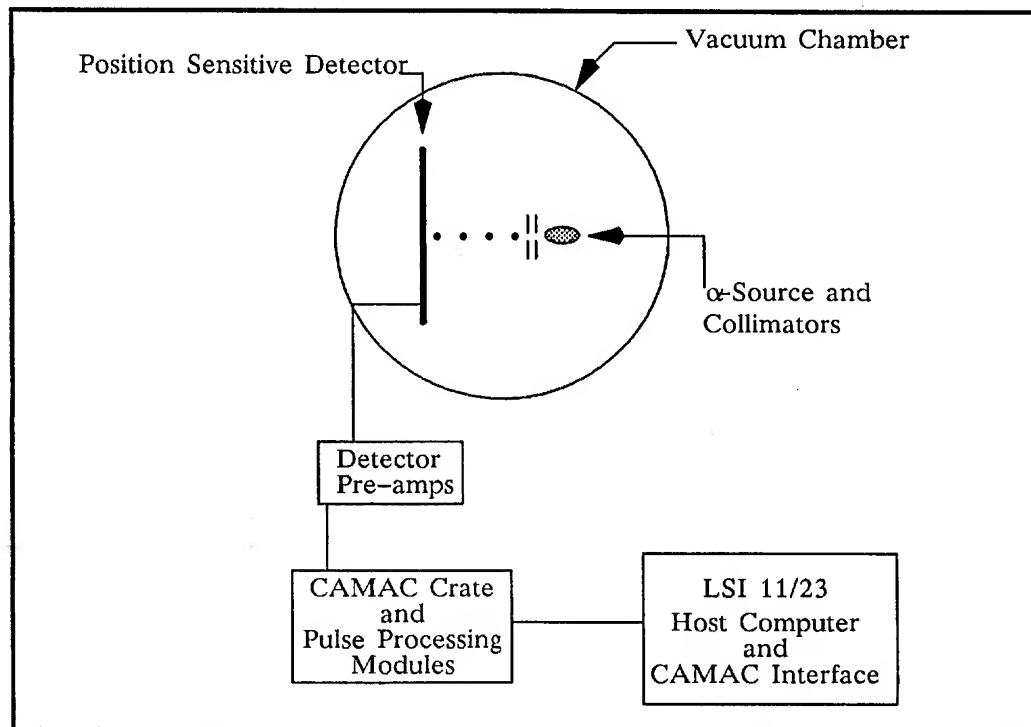 Vacuum Chamber
Position Sensitive Detector
α-Source and
Collimators
Detector
Pre-amps
CAMAC Crate
and
Pulse Processing
Modules
LSI 11/23
Host Computer
and
CAMAC Interface